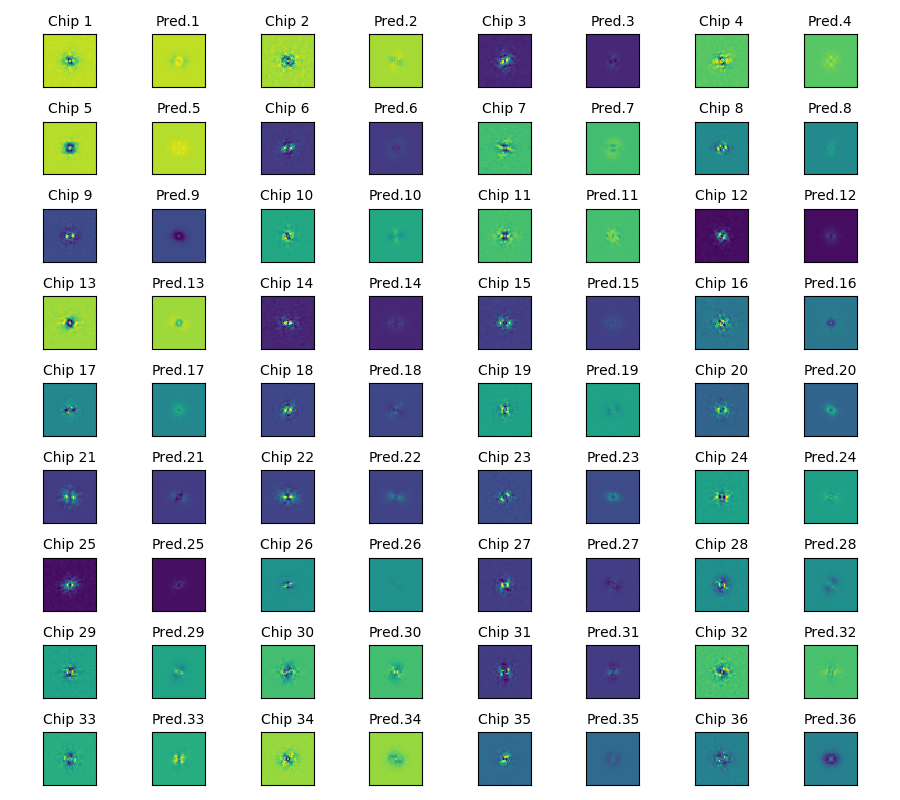 Chip 1 Pred.1 Chip 2 Pred.2 Chip 3 Pred.3 Chip 4 Pred.4
Chip 5 Pred.5 Chip 6 Pred.6 Chip 7 Pred.7 Chip 8 Pred.8
Chip 9 Pred.9 Chip 10 Pred.10 Chip 11 Pred.11 Chip 12 Pred.12
Chip 13 Pred.13 Chip 14 Pred.14 Chip 15 Pred.15 Chip 16 Pred.16
Chip 17 Pred.17 Chip 18 Pred.18 Chip 19 Pred.19 Chip 20 Pred.20
Chip 21 Pred.21 Chip 22 Pred.22 Chip 23 Pred.23 Chip 24 Pred.24
Chip 25 Pred.25 Chip 26 Pred.26 Chip 27 Pred.27 Chip 28 Pred.28
Chip 29 Pred.29 Chip 30 Pred.30 Chip 31 Pred.31 Chip 32 Pred.32
Chip 33 Pred.33 Chip 34 Pred.34 Chip 35 Pred.35 Chip 36 Pred.36